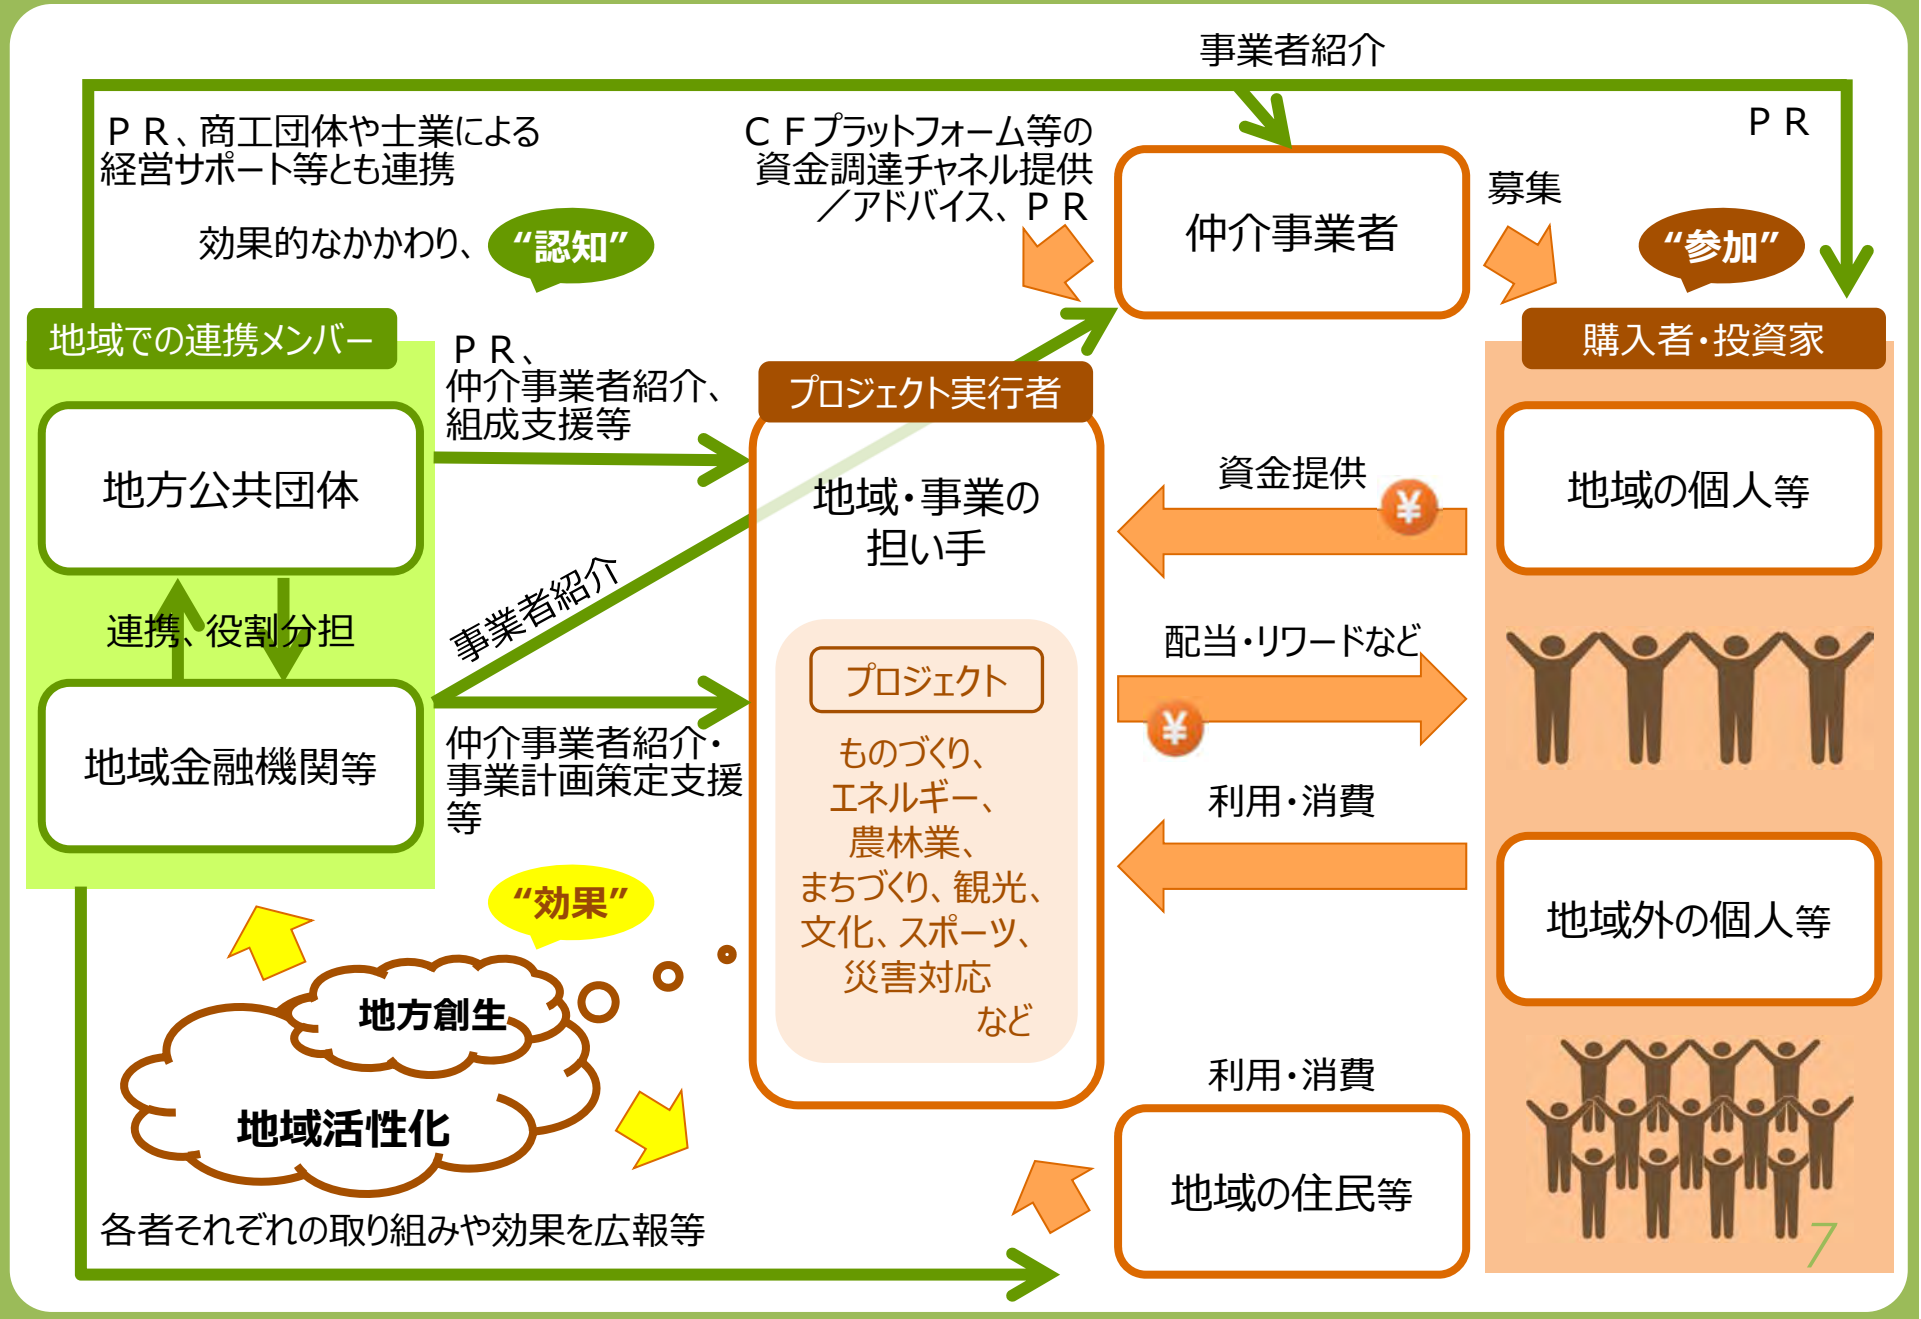 事業者紹介
ＰＲ、商工団体や士業による
経営サポート等とも連携
ＣＦプラットフォーム等の
資金調達チャネル提供
／アドバイス、ＰＲ
ＰＲ
仲介事業者
募集
効果的なかかわり、
“認知”
“参加”
地域での連携メンバー
ＰＲ、
仲介事業者紹介、
組成支援等
プロジェクト実行者
購入者・投資家
地方公共団体
地域・事業の
担い手
資金提供
¥
地域の個人等
連携、役割分担
事業者紹介
配当・リワードなど
¥
プロジェクト
地域金融機関等
仲介事業者紹介・
事業計画策定支援
等
ものづくり、
エネルギー、
農林業、
まちづくり、観光、
文化、スポーツ、
災害対応
など
利用・消費
地域外の個人等
“効果”
地方創生
地域活性化
利用・消費
地域の住民等
各者それぞれの取り組みや効果を広報等
7